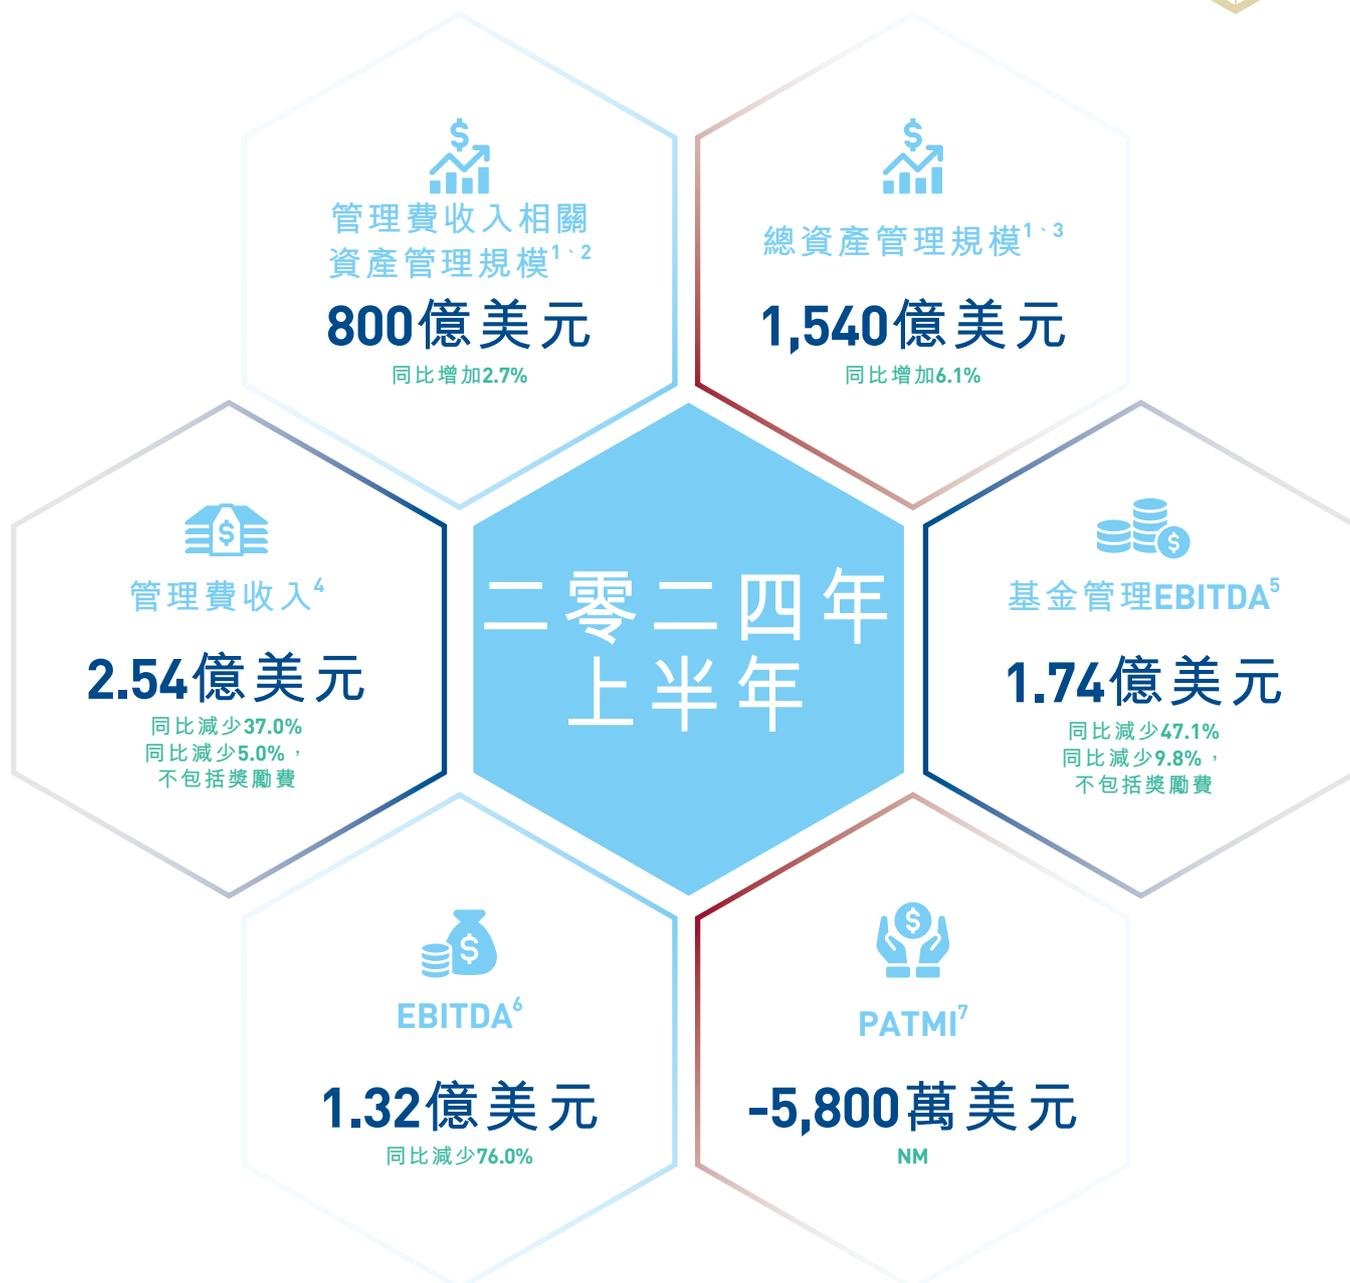 管理費收入相關
資產管理規模1、2
800億美元
同比增加2.7%
總資產管理規模1、3
1,540億美元
同比增加6.1%
管理費收入4
2.54億美元
同比減少37.0%
同比減少5.0%，
不包括獎勵費
二零二四年
上半年
基金管理EBITDA5
1.74億美元
同比減少47.1%
同比減少9.8%，
不包括獎勵費
EBITDA6
1.32億美元
同比減少76.0%
PATMI7
-5,800萬美元
NM